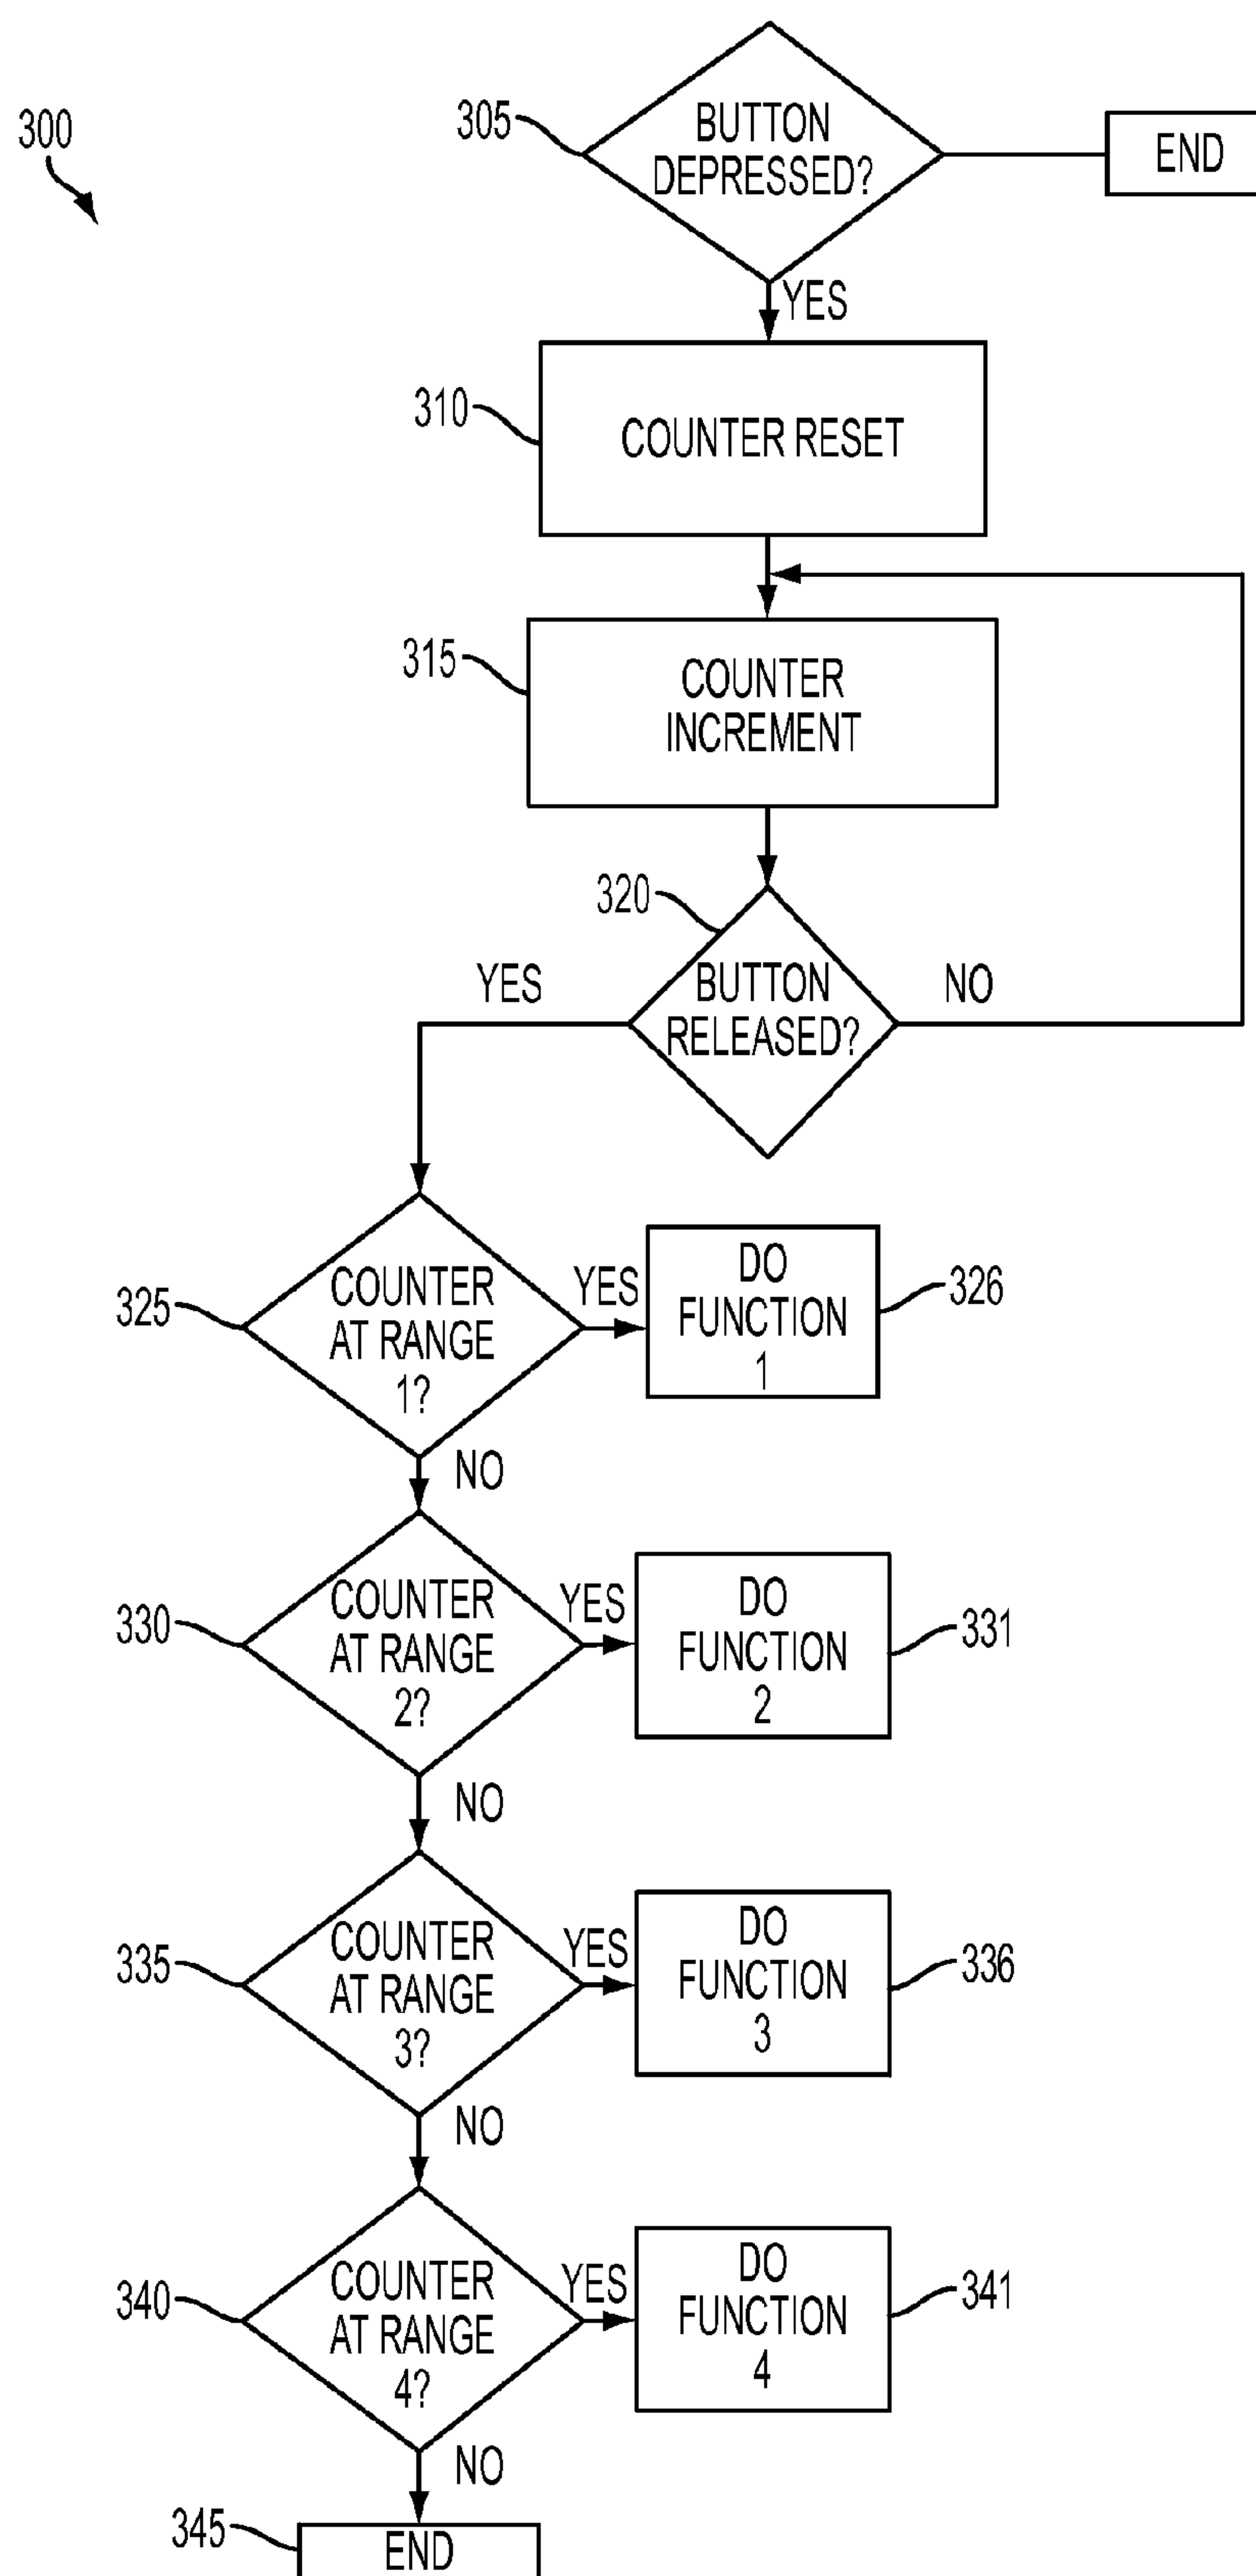 300
305
BUTTON
DEPRESSED?
END
YES
310
COUNTER RESET
315
COUNTER
INCREMENT
320
BUTTON
RELEASED?
YES
NO
325
COUNTER
AT RANGE
1?
YES
DO
FUNCTION
1
326
NO
330
COUNTER
AT RANGE
2?
YES
DO
FUNCTION
2
331
NO
335
COUNTER
AT RANGE
3?
YES
DO
FUNCTION
3
336
NO
340
COUNTER
AT RANGE
4?
YES
DO
FUNCTION
4
341
NO
345
END